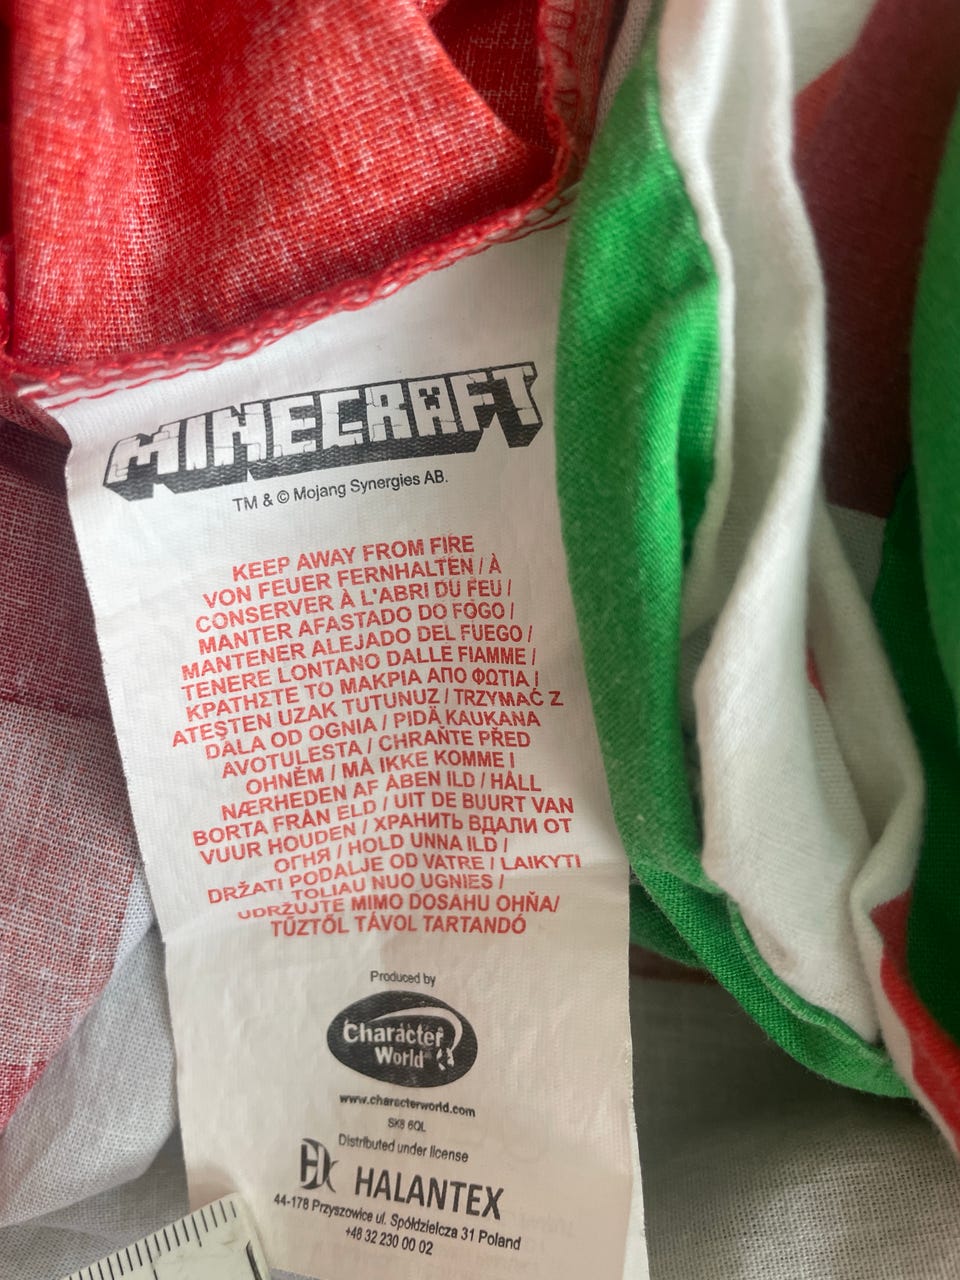 MINECRAFT
TM & © Mojang Synergies AB.
KEEP AWAY FROM FIRE
VON FEUER FERNHALTEN / À
CONSERVER À L'ABRI DU FEU /
MANTER AFASTADO DO FOGO /
MANTENER ALEJADO DEL FUEGO /
TENERE LONTANO DALLE FIAMME /
ΚΡΑΤΗΣΤΕ ΤΟ ΜΑΚΡΙΑ ΑΠΟ ΦΩΤΙΑ /
ATEŞTEN UZAK TUTUNUZ / TRZYMAĆ Z
DALA OD OGNIA / PIDÄ KAUKANA
AVOTULESTA / CHRAŇTE PŘED
OHNĚM / MÅ IKKE KOMME I
NÆRHEDEN AF ÅBEN ILD / HÅLL
BORTA FRÅN ELD / UIT DE BUURT VAN
VUUR HOUDEN / ХРАНИТЬ ВДАЛИ ОТ
ОГНЯ / HOLD UNNA ILD /
DRŽATI PODALJE OD VATRE / LAIKYTI
TOLIAU NUO UGNIES /
UDRŽUJTE MIMO DOSAHU OHŇA/
TŰZTŐL TÁVOL TARTANDÓ
Produced by
Character
World
www.characterworld.com
SK8 6QL
Distributed under license
HALANTEX
44-178 Przyszowice ul. Spółdzielcza 31 Poland
+48 32 230 00 02